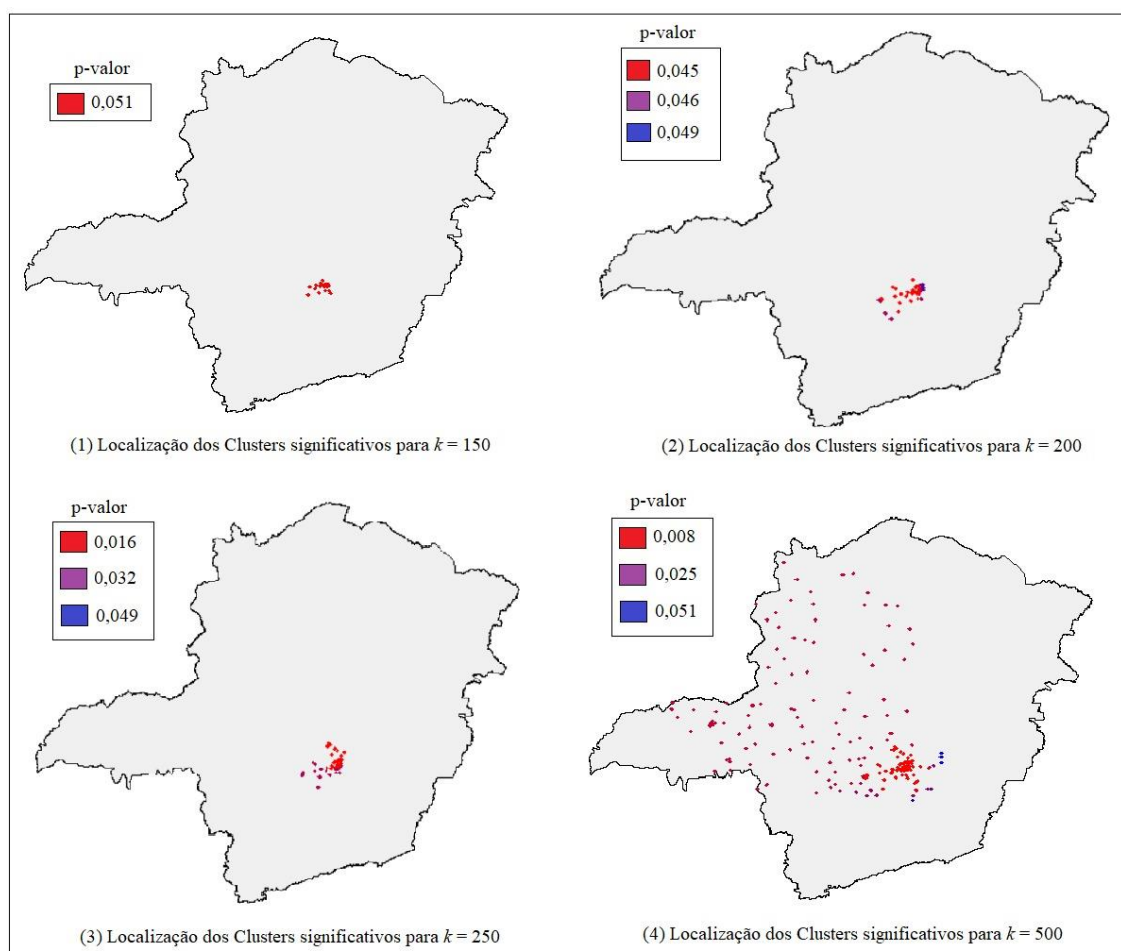 p-valor
0,051
(1) Localização dos Clusters significativos para k = 150
p-valor
0,045
0,046
0,049
(2) Localização dos Clusters significativos para k = 200
p-valor
0,016
0,032
0,049
(3) Localização dos Clusters significativos para k = 250
p-valor
0,008
0,025
0,051
(4) Localização dos Clusters significativos para k = 500